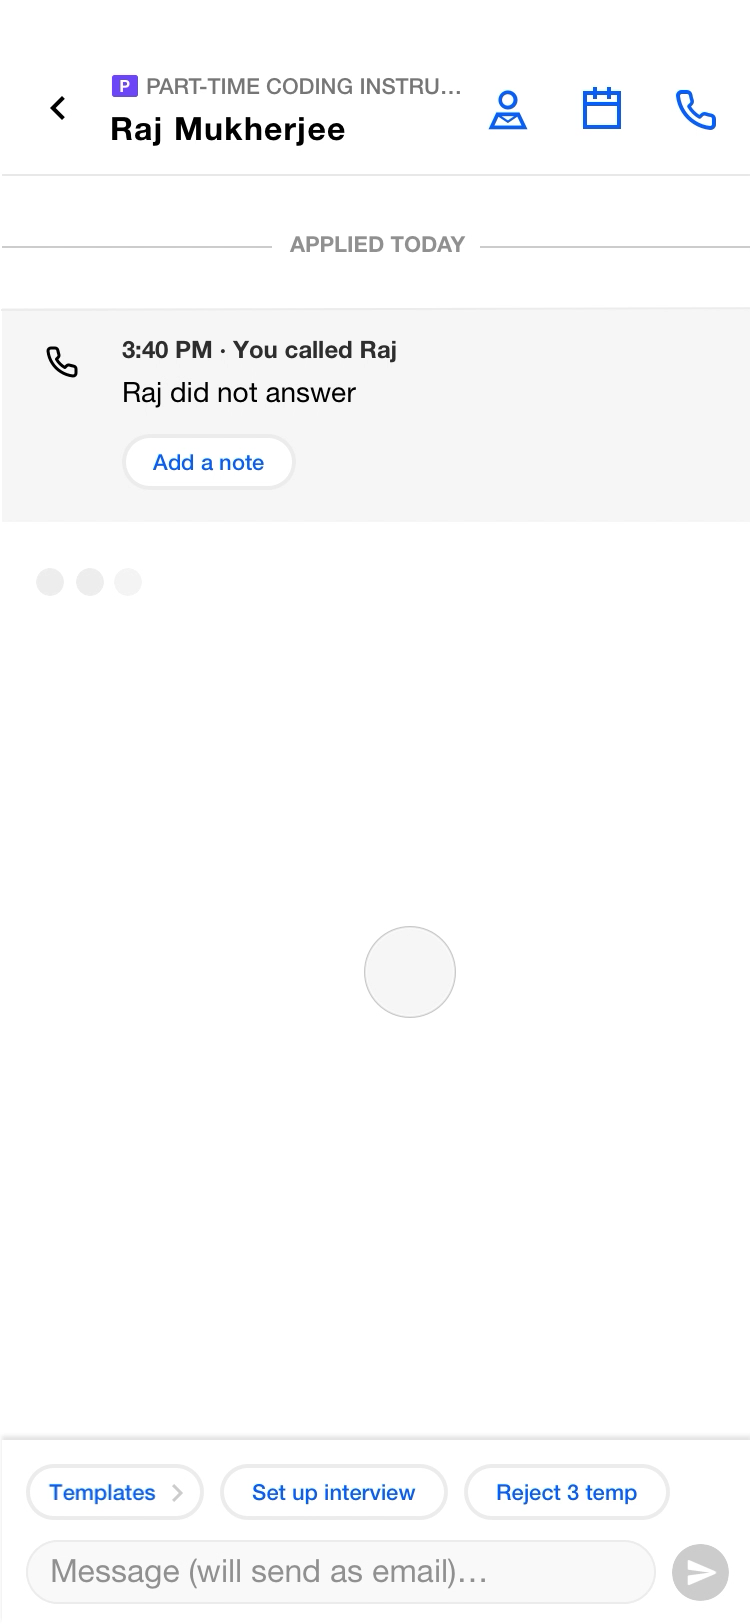 P PART-TIME CODING INSTRU...
Raj Mukherjee
APPLIED TODAY
3:40 PM · You called Raj
Raj did not answer
Add a note
Templates
Set up interview
Reject 3 temp
Message (will send as email)...